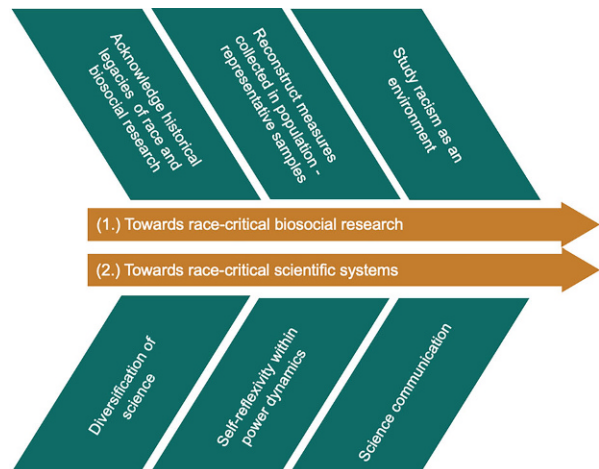 Acknowledge historical
legacies of race and
biosocial research
Reconstruct measures
collected in population -
representative samples
Study racism as an
environment
(1.) Towards race-critical biosocial research
(2.) Towards race-critical scientific systems
Diversification of
science
Self-reflexivity within
power dynamics
Science communication